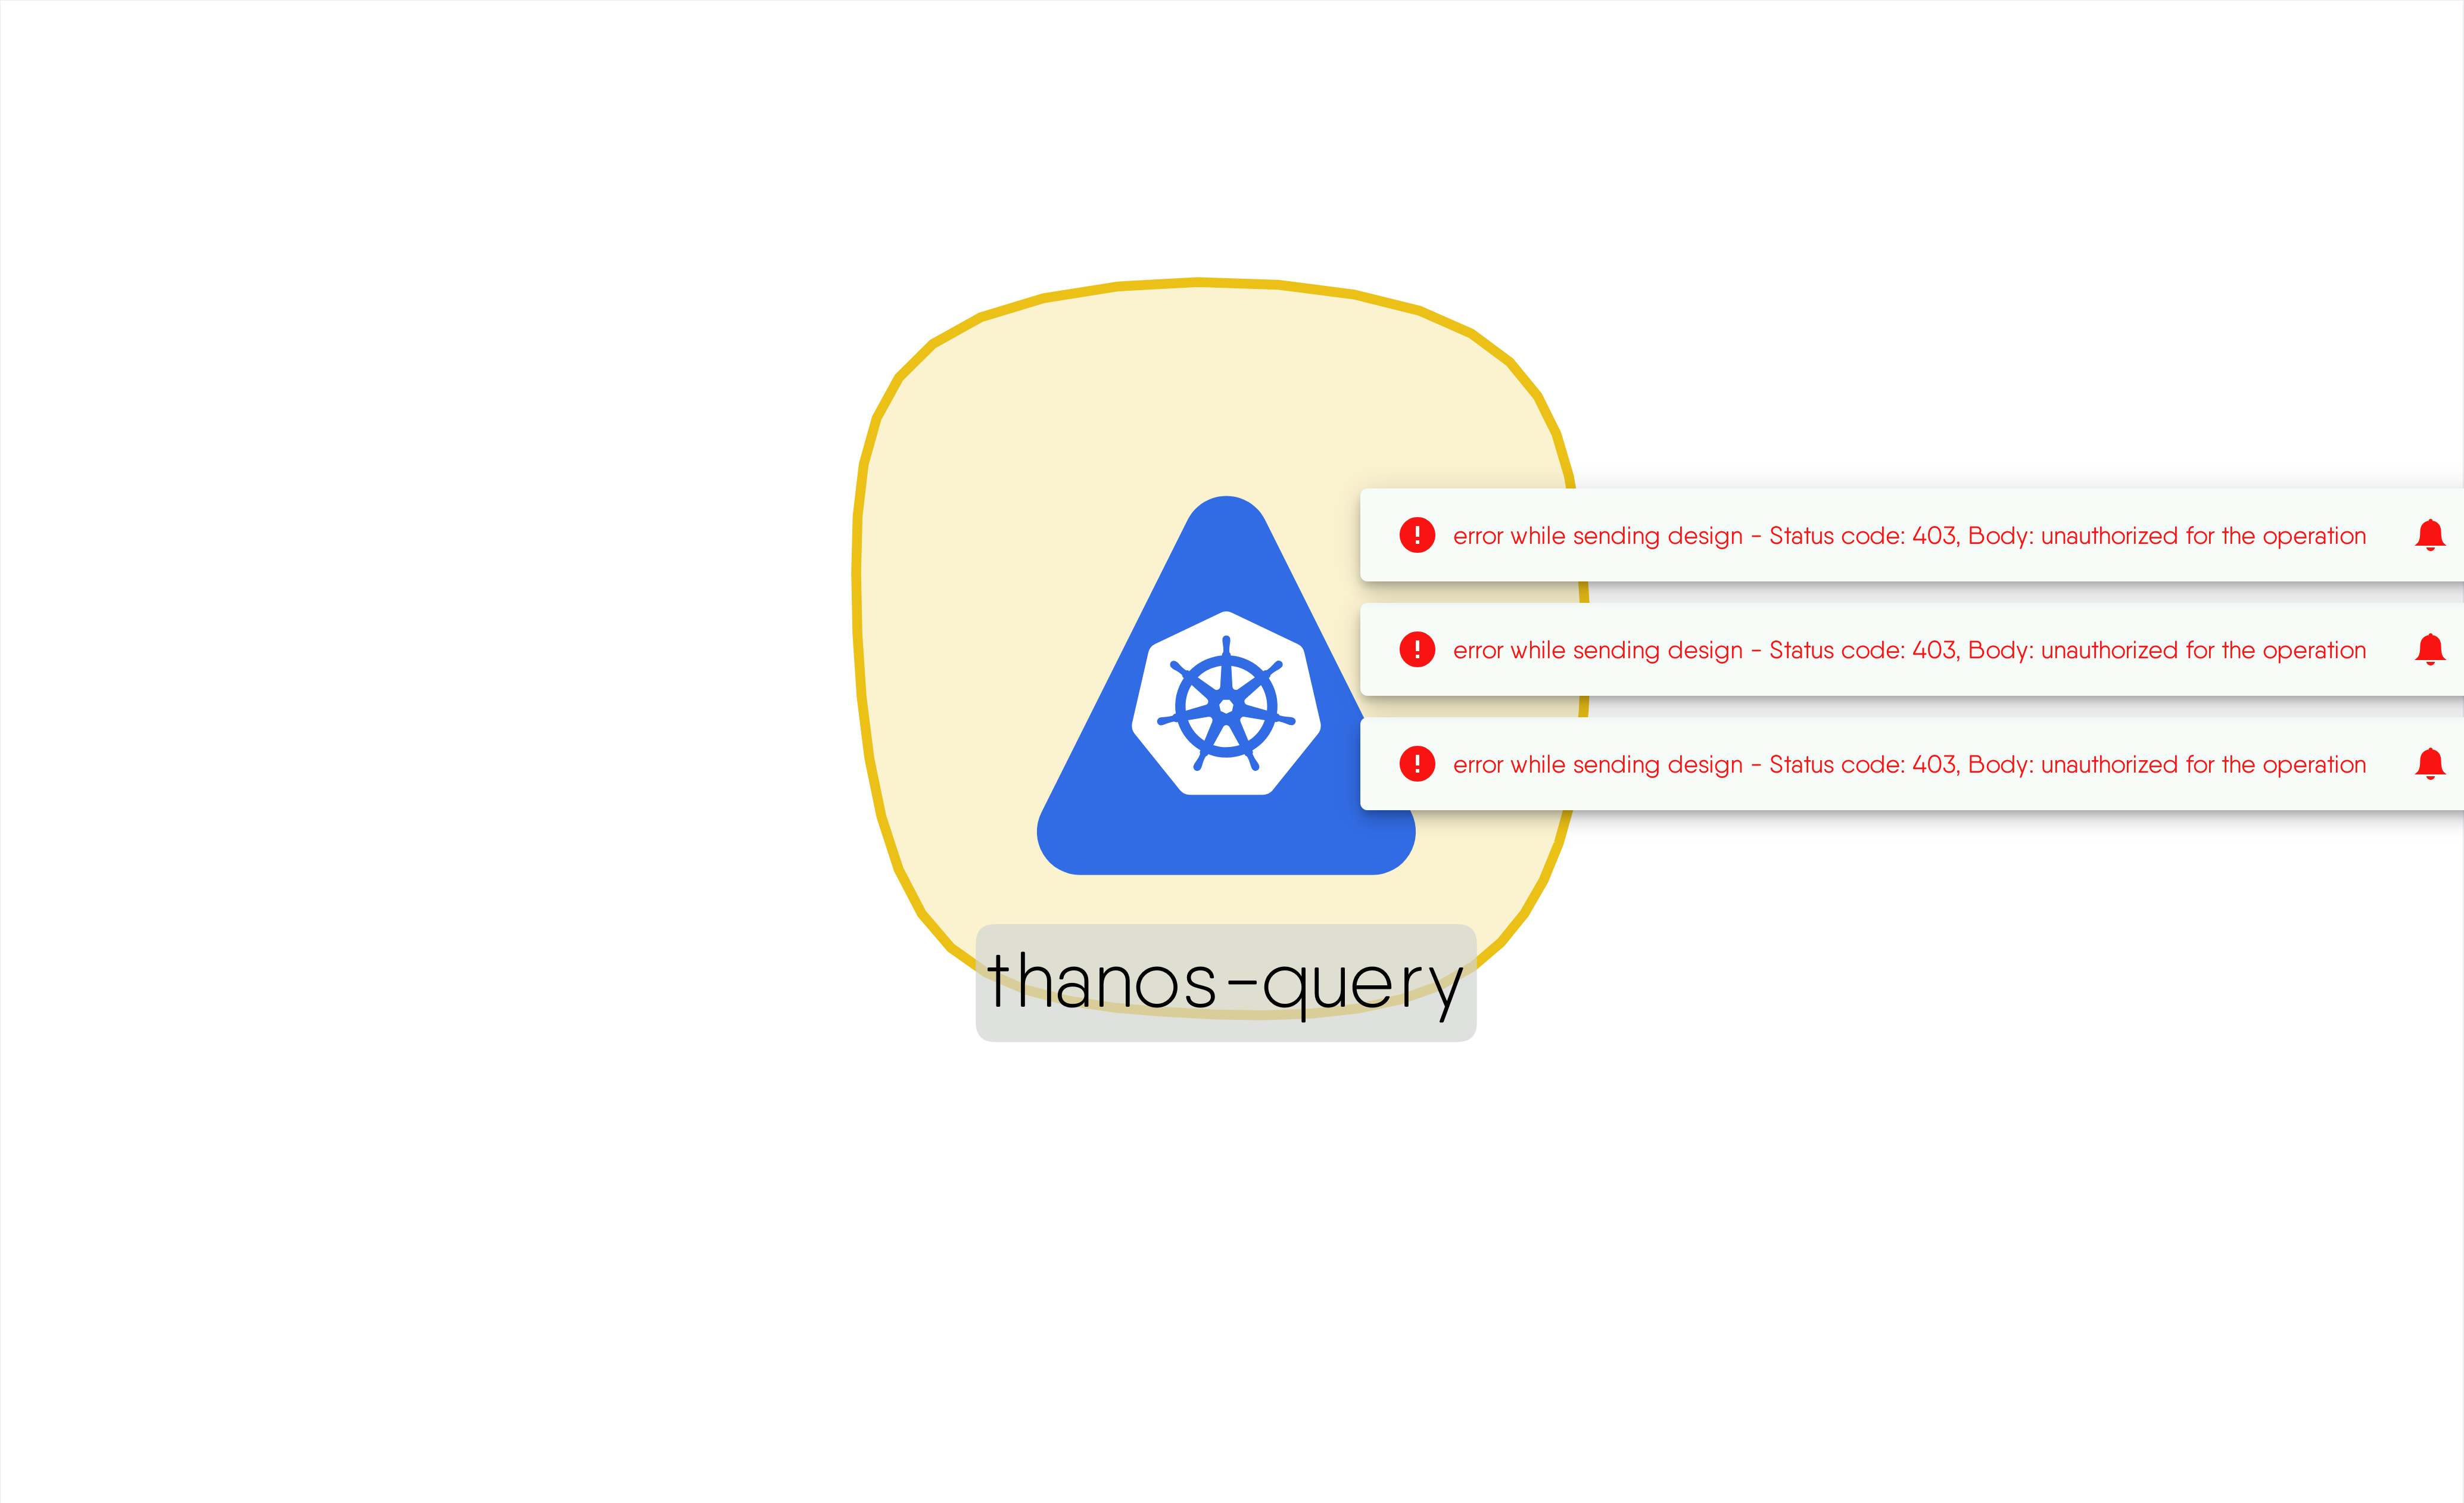 error while sending design - Status code: 403, Body: unauthorized for the operation
error while sending design - Status code: 403, Body: unauthorized for the operation
error while sending design - Status code: 403, Body: unauthorized for the operation
thanos-query